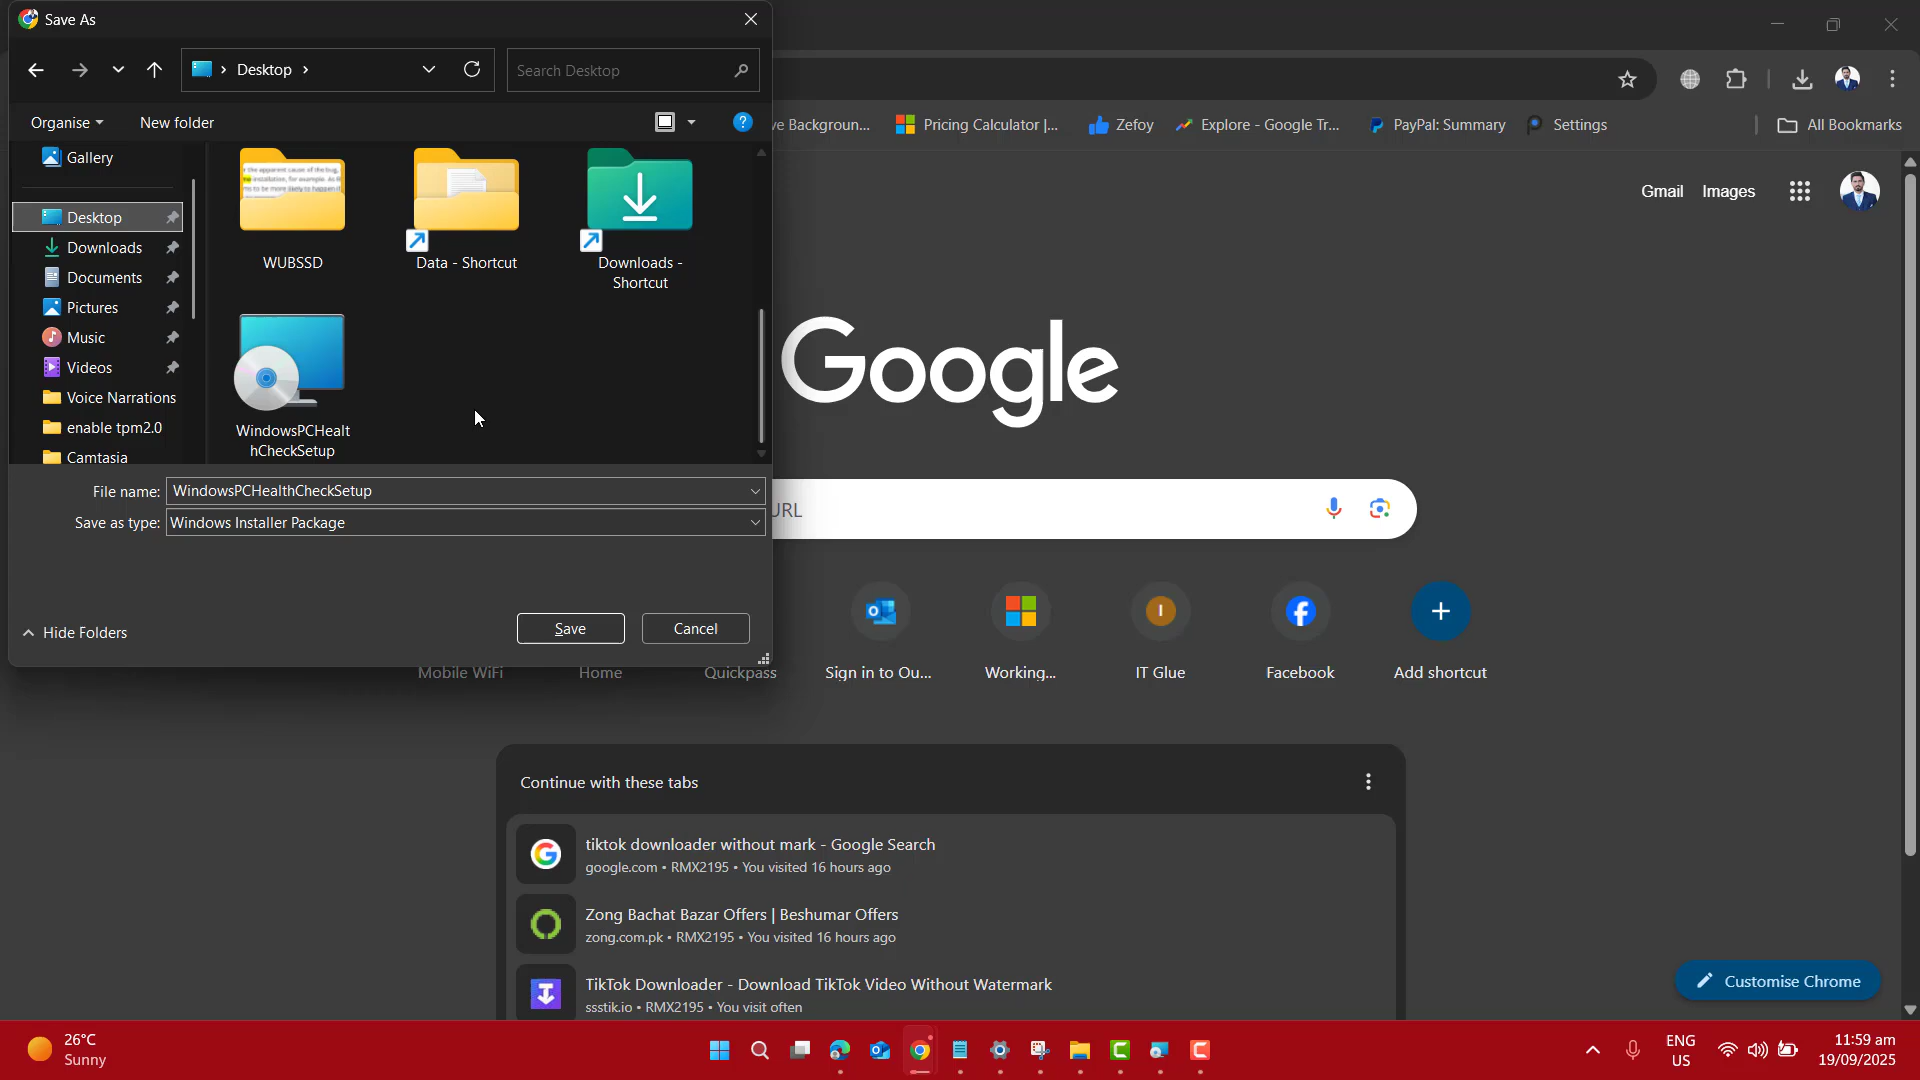 Save As
Desktop
Search Desktop
Organise
New folder
Gallery
Desktop
Downloads
Documents
Pictures
Music
Videos
Voice Narrations
enable tpm2.0
Camtasia
WUBSSD
Data - Shortcut
Downloads -
Shortcut
WindowsPCHealt
hCheckSetup
File name: WindowsPCHealthCheckSetup
Save as type: Windows Installer Package
Hide Folders
Save
Cancel
ve Backgroun...
Pricing Calculator |...
Zefoy
Explore - Google Tr...
PayPal: Summary
Settings
All Bookmarks
Gmail
Images
Google
URL
Mobile WiFi
Home
Quickpass
Sign in to Ou...
Working...
I
IT Glue
Facebook
Add shortcut
Continue with these tabs
tiktok downloader without mark - Google Search
google.com • RMX2195 • You visited 16 hours ago
Zong Bachat Bazar Offers | Beshumar Offers
zong.com.pk • RMX2195 • You visited 16 hours ago
TikTok Downloader - Download TikTok Video Without Watermark
ssstik.io • RMX2195 • You visit often
Customise Chrome
26°C
Sunny
ENG
US
11:59 am
19/09/2025